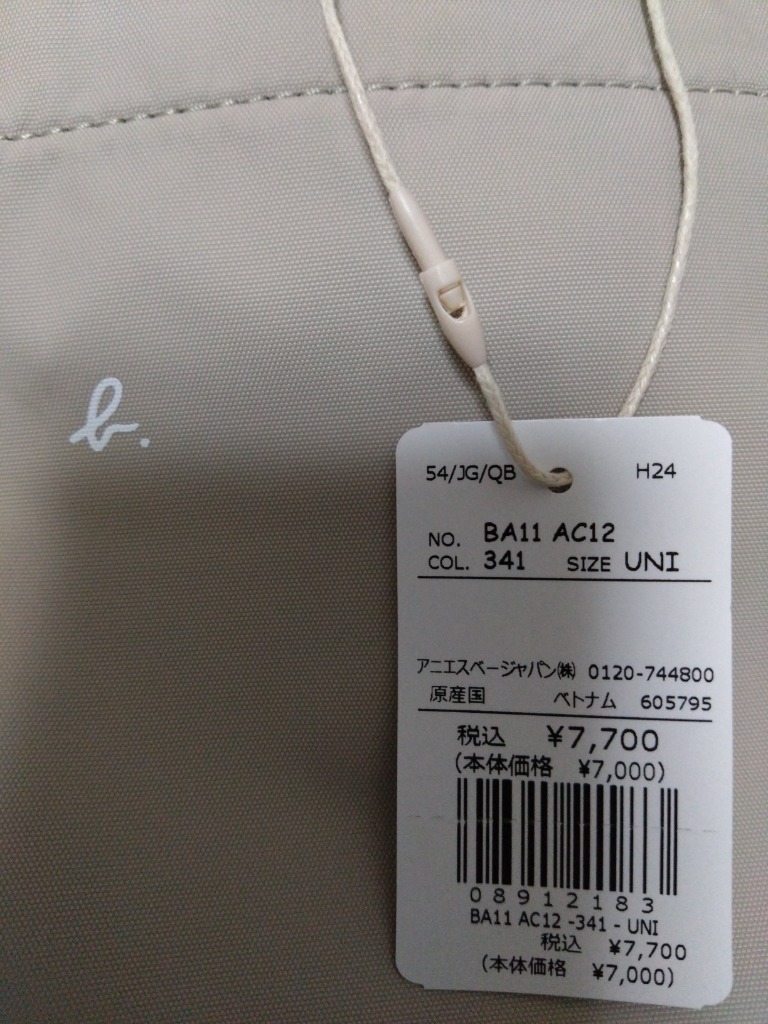 b.
54/JG/QB H24
NO. BA11 AC12
COL. 341 SIZE UNI
アニエスベージャパン㈱ 0120-744800
原産国 ベトナム 605795
税込 ¥7,700
(本体価格 ¥7,000)
08912183
BA11 AC12 -341 - UNI
税込 ¥7,700
(本体価格 ¥7,000)